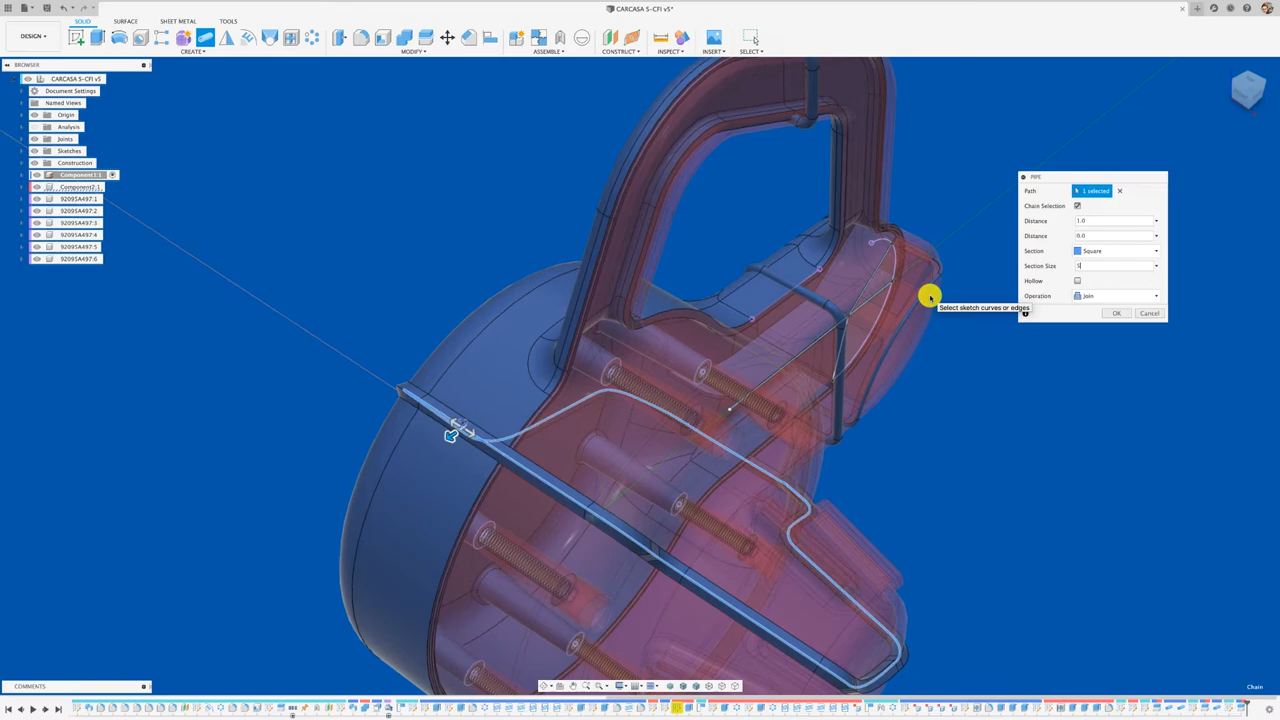 CARCASA S-CFI v5*
SOLID
SURFACE
SHEET METAL
TOOLS
DESIGN
CREATE
MODIFY
ASSEMBLE
CONSTRUCT
INSPECT
INSERT
SELECT
BROWSER
CARCASA S-CFI v5
Document Settings
Named Views
Origin
Analysis
Joints
Sketches
Construction
Component1:1
Component2:1
92095A497:1
92095A497:2
92095A497:3
92095A497:4
92095A497:5
92095A497:6
PIPE
Path
1 selected
Chain Selection
Distance
1.0
Distance
0.0
Section
Square
Section Size
5
Hollow
Operation
Join
OK
Cancel
Select sketch curves or edges
COMMENTS
Chain